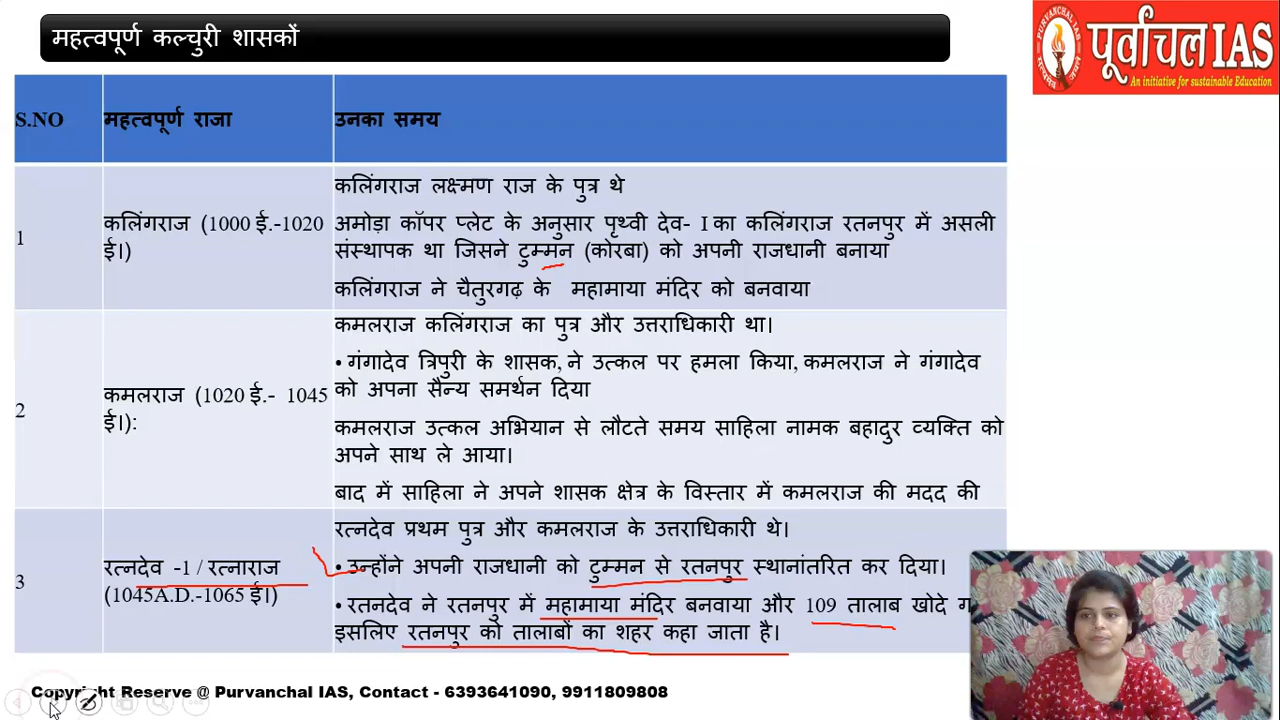 महत्वपूर्ण कल्चुरी शासकों
PURVANCHAL IAS
पूर्वांचल IAS
An initiative for sustainable Education
S.NO महत्वपूर्ण राजा उनका समय
1
कलिंगराज (1000 ई.-1020
ई।)
कलिंगराज लक्ष्मण राज के पुत्र थे
अमोड़ा कॉपर प्लेट के अनुसार पृथ्वी देव- I का कलिंगराज रतनपुर में असली
संस्थापक था जिसने टुम्मन (कोरबा) को अपनी राजधानी बनाया
कलिंगराज ने चैतुरगढ़ के महामाया मंदिर को बनवाया
2
कमलराज (1020 ई.- 1045
ई।):
कमलराज कलिंगराज का पुत्र और उत्तराधिकारी था।
• गंगादेव त्रिपुरी के शासक, ने उत्कल पर हमला किया, कमलराज ने गंगादेव
को अपना सैन्य समर्थन दिया
कमलराज उत्कल अभियान से लौटते समय साहिला नामक बहादुर व्यक्ति को
अपने साथ ले आया।
बाद में साहिला ने अपने शासक क्षेत्र के विस्तार में कमलराज की मदद की
3
रत्नदेव -1 / रत्नाराज
(1045A.D.-1065 ई।)
रत्नदेव प्रथम पुत्र और कमलराज के उत्तराधिकारी थे।
• उन्होंने अपनी राजधानी को टुम्मन से रतनपुर स्थानांतरित कर दिया।
• रतनदेव ने रतनपुर में महामाया मंदिर बनवाया और 109 तालाब खोदे
इसलिए रतनपुर को तालाबों का शहर कहा जाता है।
Copyright Reserve @ Purvanchal IAS, Contact - 6393641090, 9911809808